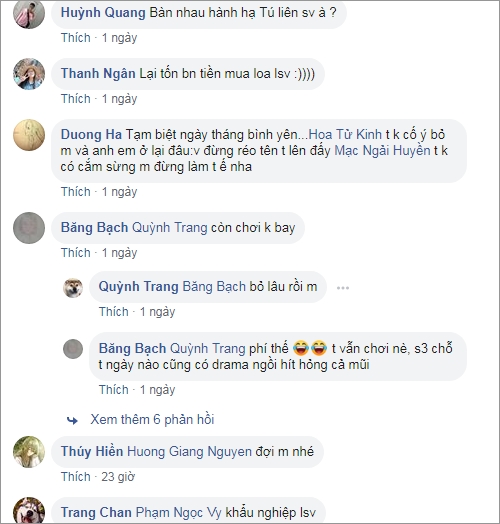 Huỳnh Quang Bàn nhau hành hạ Tú liên sv à ?
Thích · 1 ngày
Thanh Ngân Lại tốn bn tiền mua loa lsv :))))
Thích · 1 ngày
Duong Ha Tạm biệt ngày tháng bình yên...Hoa Tử Kinh t k cố ý bỏ
m và anh em ở lại đâu:v đừng réo tên t lên đấy Mạc Ngải Huyền t k
có cắm sừng m đừng làm t ế nha
Thích · 1 ngày
Băng Bạch Quỳnh Trang còn chơi k bay
Thích · 1 ngày
Quỳnh Trang Băng Bạch bỏ lâu rồi m
Thích · 1 ngày
Băng Bạch Quỳnh Trang phí thế 😂😂 t vẫn chơi nè, s3 chỗ
t ngày nào cũng có drama ngồi hít hỏng cả mũi
Thích · 1 ngày
Xem thêm 6 phản hồi
Thúy Hiền Huong Giang Nguyen đợi m nhé
Thích · 23 giờ
Trang Chan Phạm Ngọc Vy khẩu nghiệp lsv